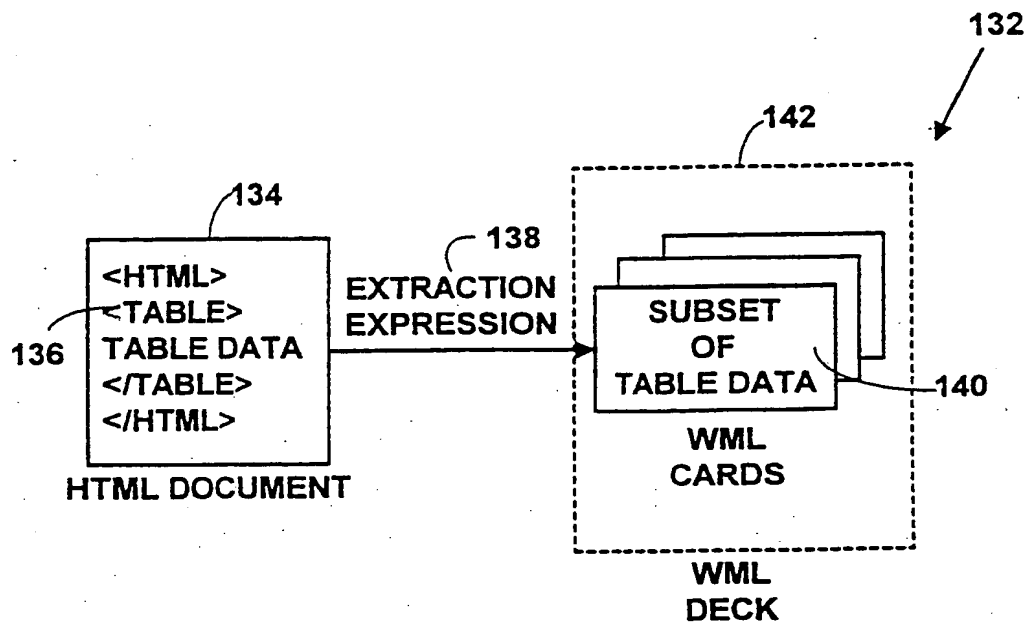 132
142
134
<HTML>
<TABLE>
136
TABLE DATA
</TABLE>
</HTML>
HTML DOCUMENT
138
EXTRACTION
EXPRESSION
SUBSET
OF
TABLE DATA
140
WML
CARDS
WML
DECK